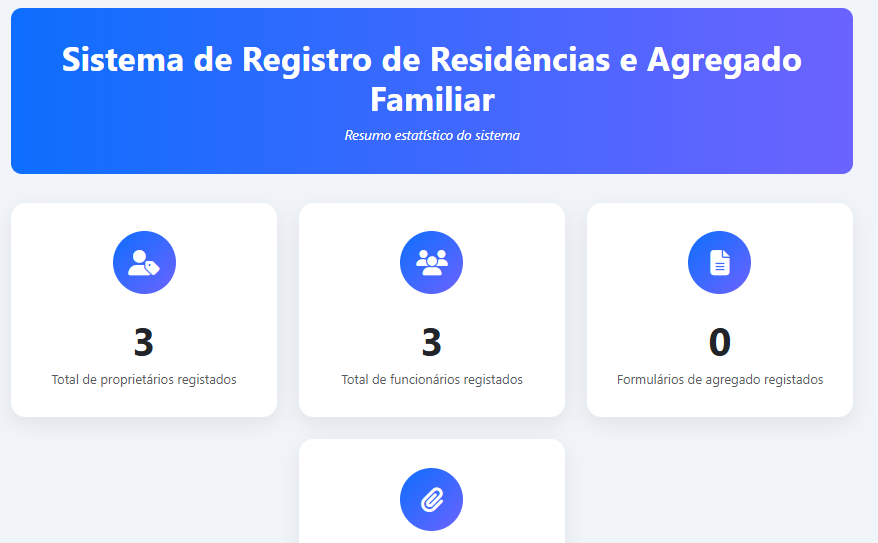 Sistema de Registro de Residências e Agregado
Familiar
Resumo estatístico do sistema
3
Total de proprietários registados
3
Total de funcionários registados
0
Formulários de agregado registados